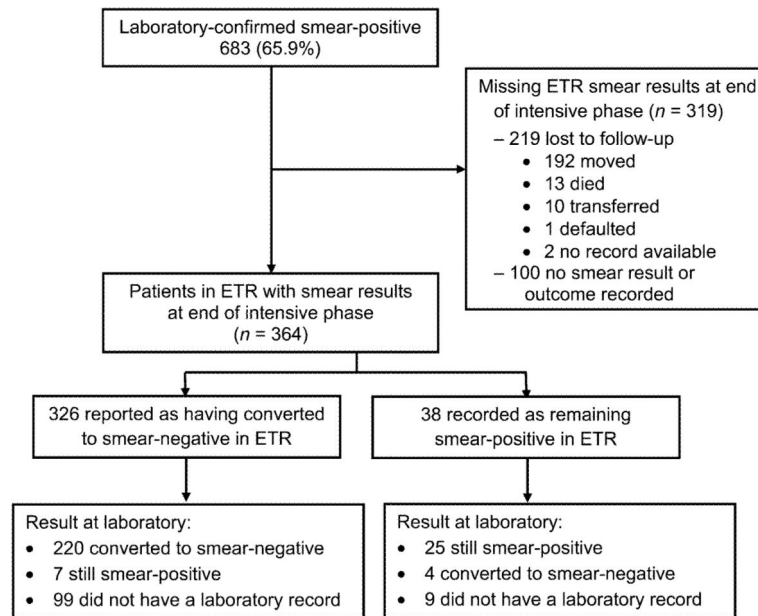 Laboratory-confirmed smear-positive
683 (65.9%)
Missing ETR smear results at end
of intensive phase (n = 319)
– 219 lost to follow-up
• 192 moved
• 13 died
• 10 transferred
• 1 defaulted
• 2 no record available
– 100 no smear result or
outcome recorded
Patients in ETR with smear results
at end of intensive phase
(n = 364)
326 reported as having converted
to smear-negative in ETR
38 recorded as remaining
smear-positive in ETR
Result at laboratory:
• 220 converted to smear-negative
• 7 still smear-positive
• 99 did not have a laboratory record
Result at laboratory:
• 25 still smear-positive
• 4 converted to smear-negative
• 9 did not have a laboratory record